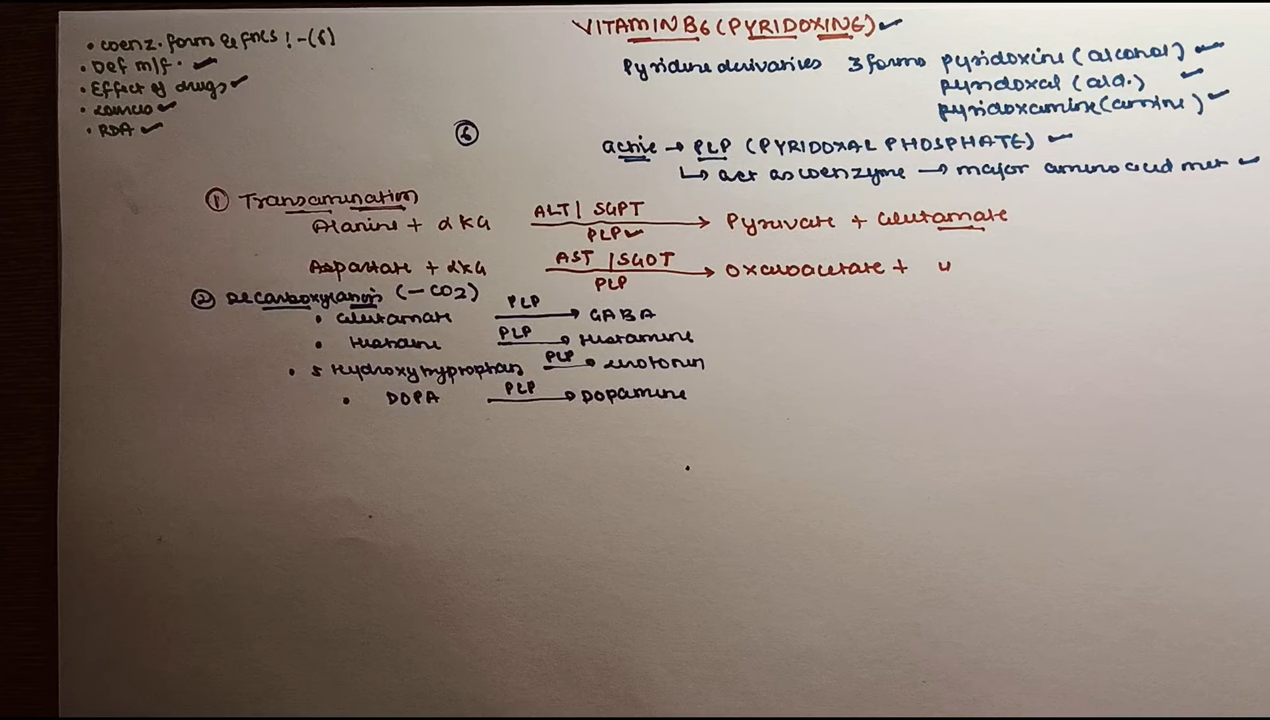 VITAMIN B6 (PYRIDOXINE) ✓
• coenz. form & fncs :- (6)
• Def m/f. ✓
• Effect of drugs ✓
• sources ✓
• RDA ✓
Pyridine derivatives 3 forms pyridoxine (alcohol) ✓
pyridoxal (ald.) ✓
pyridoxamine (amine) ✓
⑥
active → PLP (PYRIDOXAL PHOSPHATE) ✓
↳ act as coenzyme → major amino acid met ✓
① Transamination
Alanine + αKG ALT | SGPT PLP ✓ → Pyruvate + Glutamate
Aspartate + αKG AST | SGOT PLP → Oxaloacetate + "
② Decarboxylation (-CO2)
• Glutamate PLP → GABA
• Histidine PLP → Histamine
• 5 Hydroxytryptophan PLP → serotonin
• DOPA PLP → Dopamine